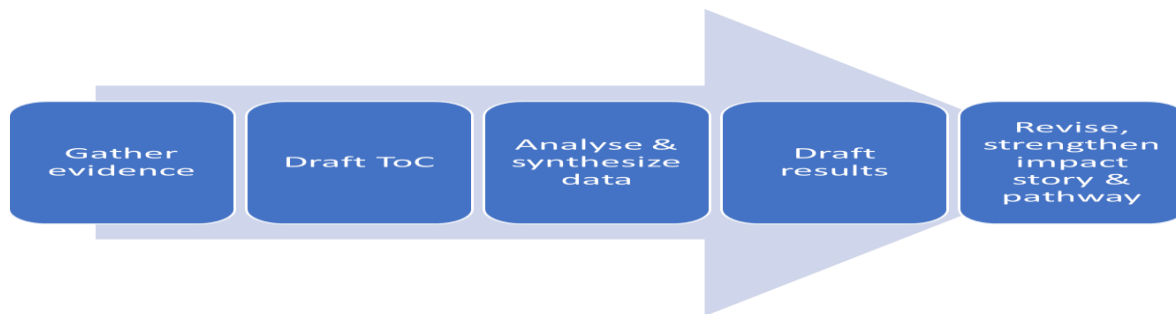 Gather
evidence
Draft ToC
Analyse &
synthesize
data
Draft
results
Revise,
strengthen
impact
story &
pathway